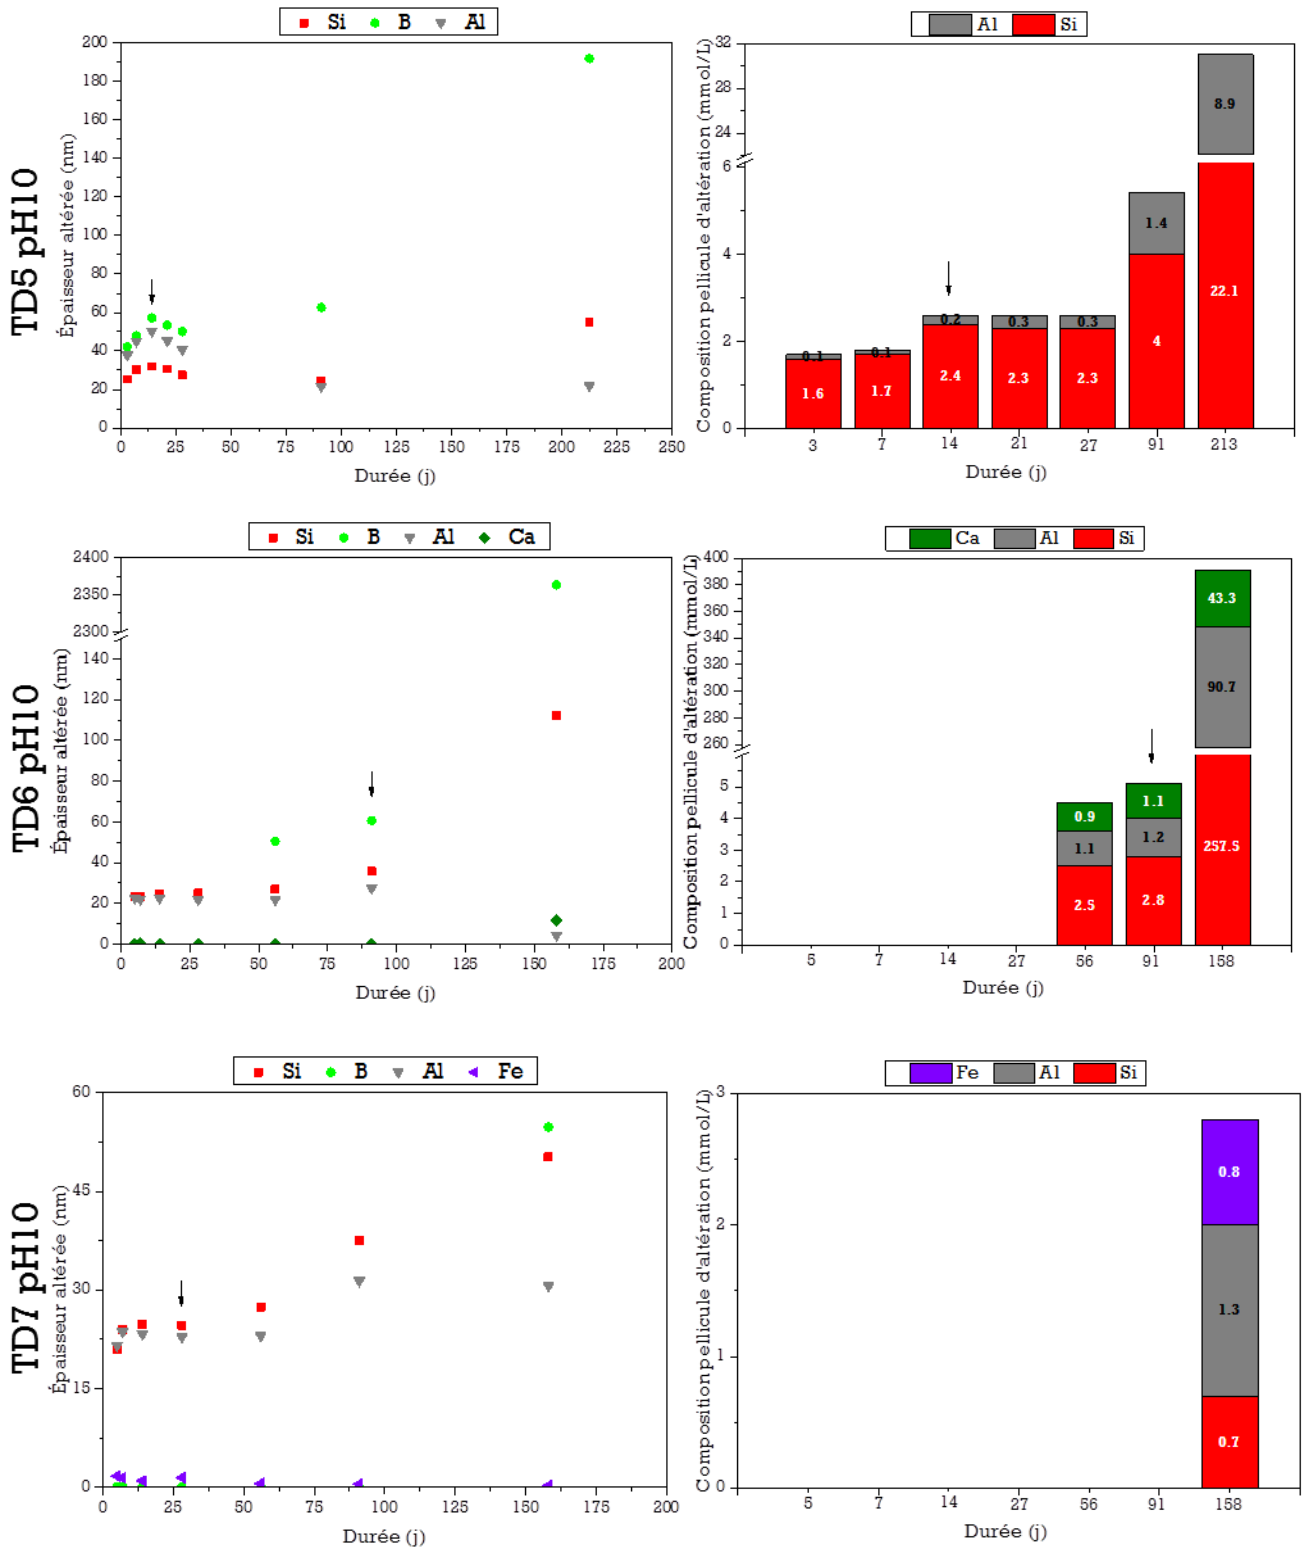 TD5 pH10
Si B Al
Épaisseur altérée (nm)
200
180
160
140
120
100
80
60
40
20
0
0 25 50 75 100 125 150 175 200 225 250
Durée (j)
Al Si
Composition pellicule d'altération (mmol/L)
32
28
24
6
4
2
0
0.1 0.1 0.2 0.3 0.3 1.4 8.9
1.6 1.7 2.4 2.3 2.3 4 22.1
3 7 14 21 27 91 213
Durée (j)
TD6 pH10
Si B Al Ca
Épaisseur altérée (nm)
2400
2350
2300
140
120
100
80
60
40
20
0
0 25 50 75 100 125 150 175 200
Durée (j)
Ca Al Si
Composition pellicule d'altération (mmol/L)
400
380
360
340
320
300
280
260
5
4
3
2
1
0
0.9 1.1 43.3
1.1 1.2 90.7
2.5 2.8 257.5
5 7 14 27 56 91 158
Durée (j)
TD7 pH10
Si B Al Fe
Épaisseur altérée (nm)
60
45
30
15
0
0 25 50 75 100 125 150 175 200
Durée (j)
Fe Al Si
Composition pellicule d'altération (mmol/L)
3
2
1
0
0.8
1.3
0.7
5 7 14 27 56 91 158
Durée (j)